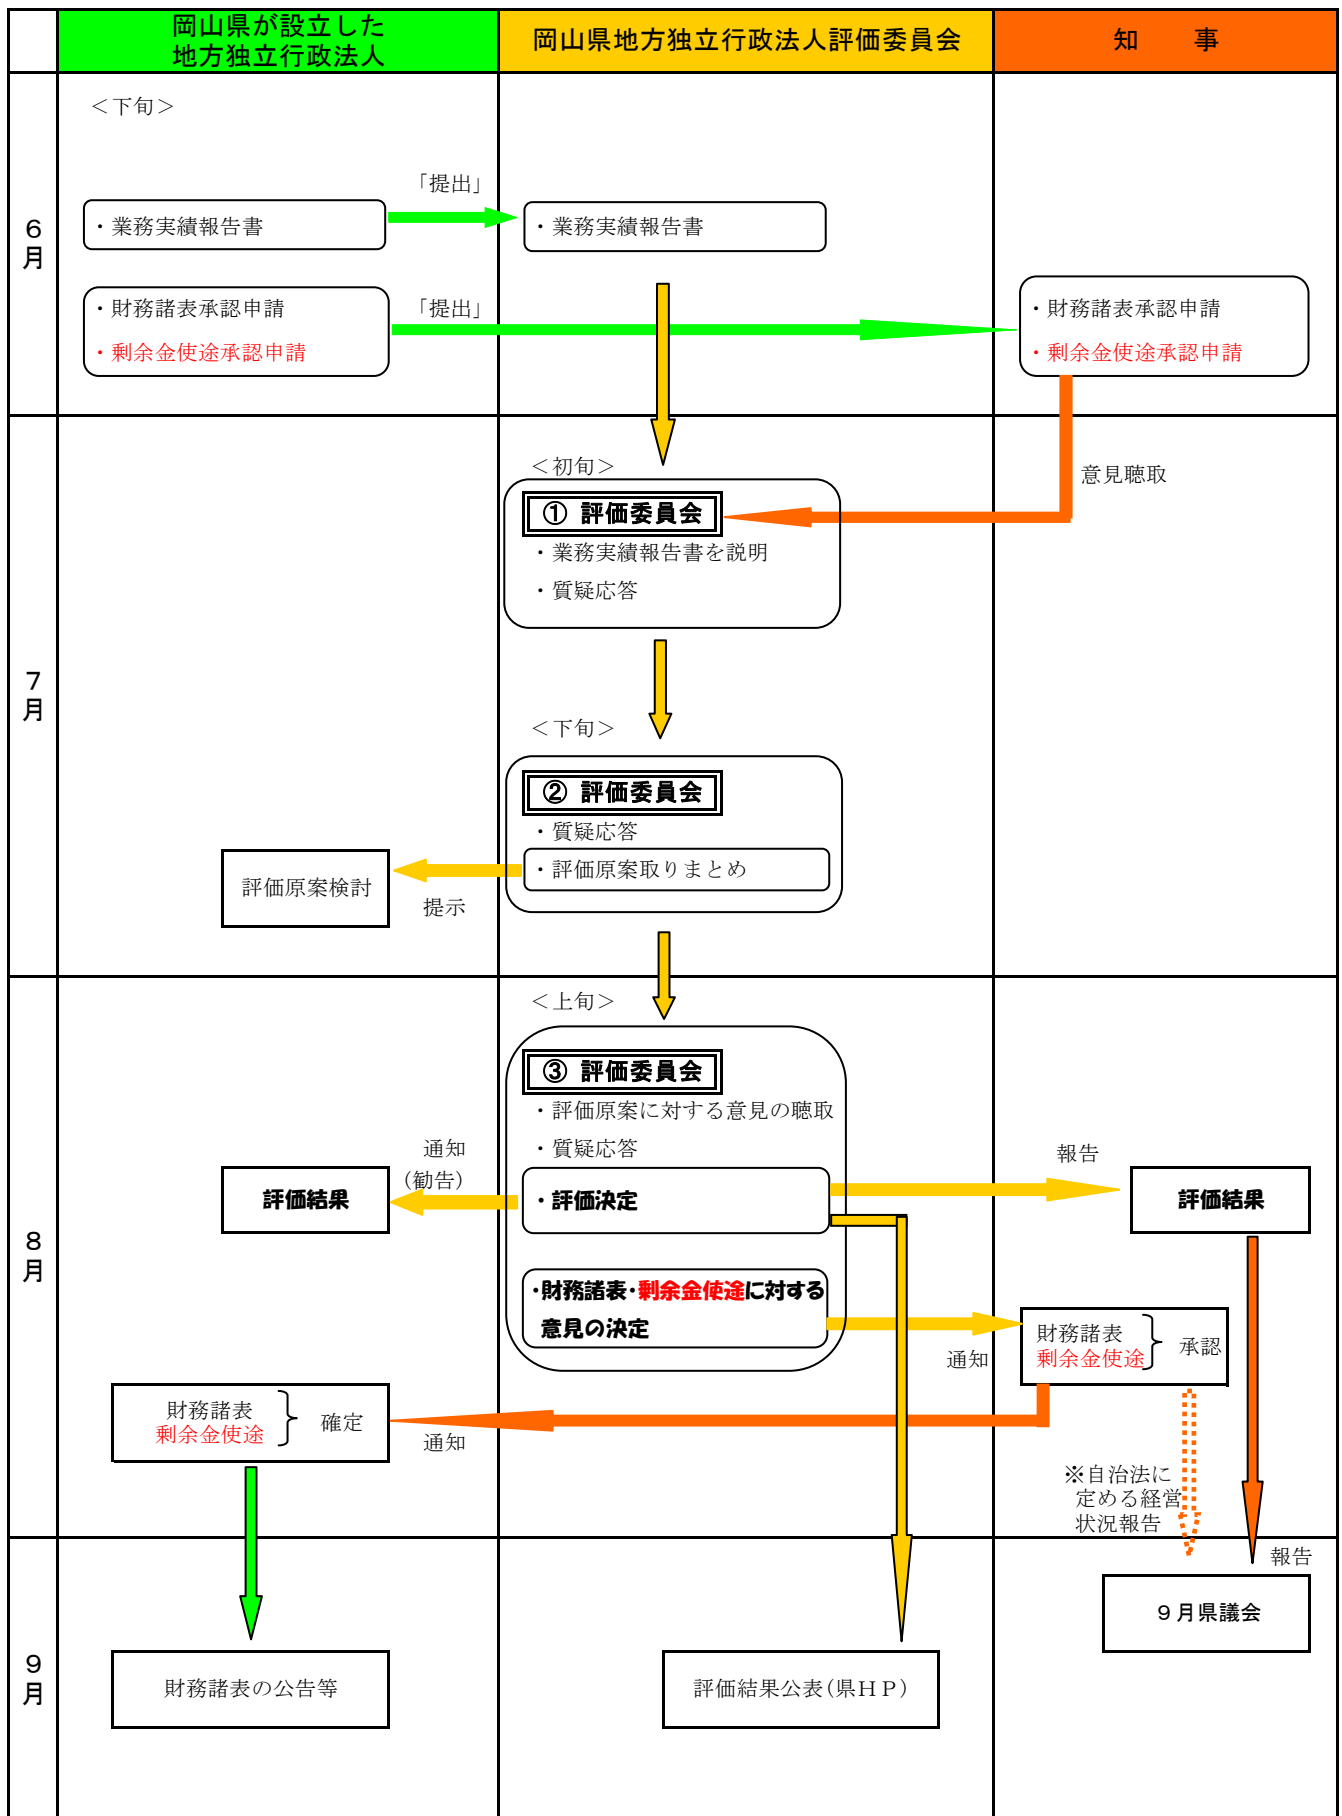 岡山県が設立した
地方独立行政法人
岡山県地方独立行政法人評価委員会
知　事
6月
＜下旬＞
「提出」
・業務実績報告書
・業務実績報告書
・財務諸表承認申請
・剰余金使途承認申請
「提出」
・財務諸表承認申請
・剰余金使途承認申請
7月
＜初旬＞
意見聴取
① 評価委員会
・業務実績報告書を説明
・質疑応答
＜下旬＞
② 評価委員会
・質疑応答
・評価原案取りまとめ
評価原案検討
提示
8月
＜上旬＞
③ 評価委員会
・評価原案に対する意見の聴取
・質疑応答
通知
（勧告）
評価結果
・評価決定
報告
評価結果
・財務諸表・剰余金使途に対する
意見の決定
通知
財務諸表
剰余金使途
承認
財務諸表
剰余金使途
確定
通知
※自治法に
定める経営
状況報告
報告
9月
９月県議会
財務諸表の公告等
評価結果公表（県ＨＰ）